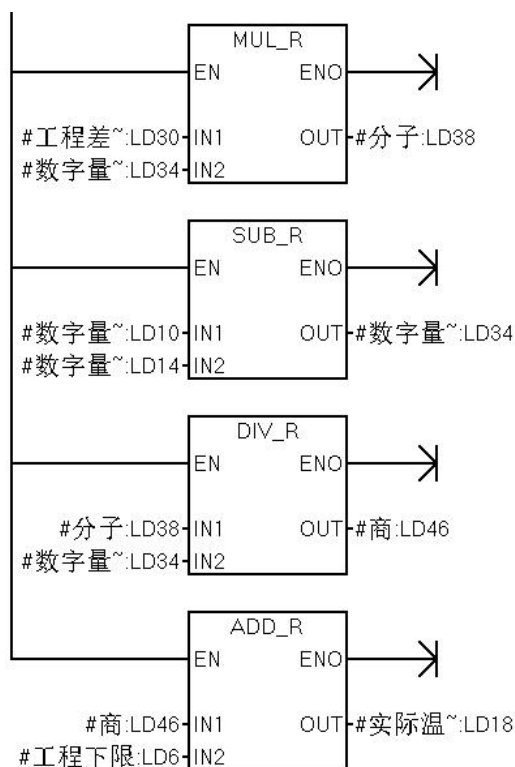 MUL_R
EN ENO
#工程差~:LD30 IN1 OUT #分子:LD38
#数字量~:LD34 IN2
SUB_R
EN ENO
#数字量~:LD10 IN1 OUT #数字量~:LD34
#数字量~:LD14 IN2
DIV_R
EN ENO
#分子:LD38 IN1 OUT #商:LD46
#数字量~:LD34 IN2
ADD_R
EN ENO
#商:LD46 IN1 OUT #实际温~:LD18
#工程下限:LD6 IN2